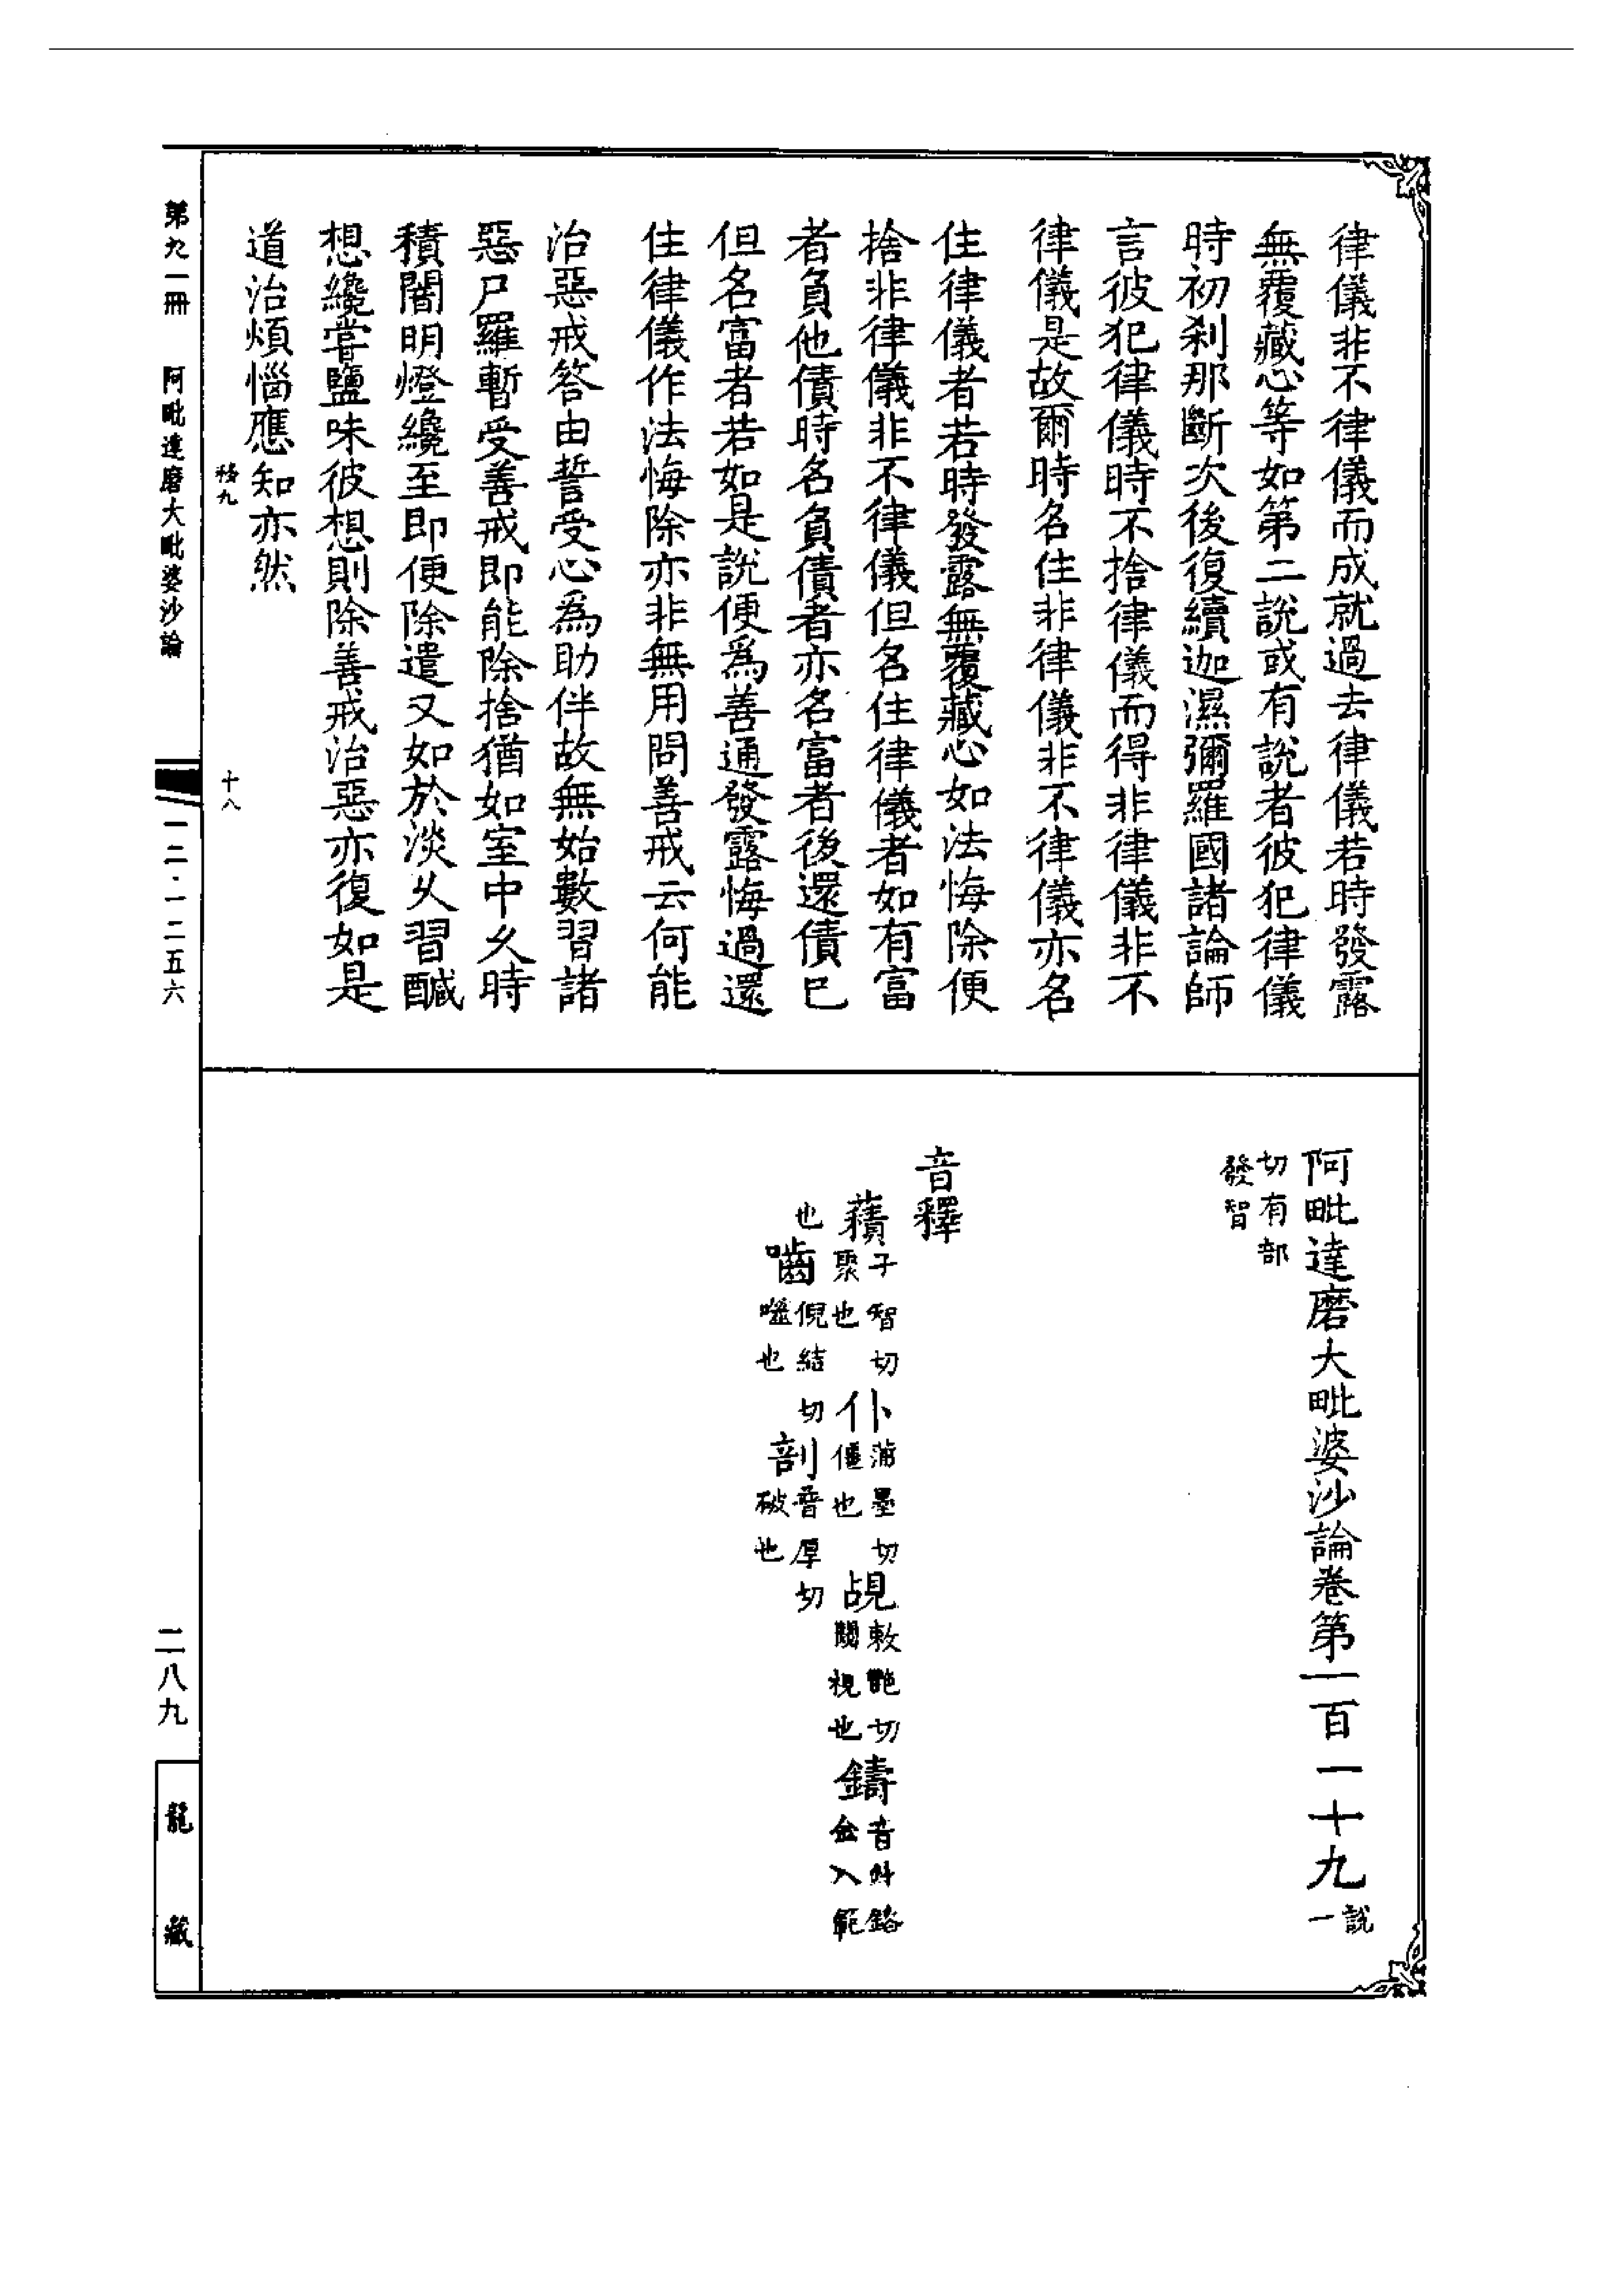 律儀非不律儀而成就過去律儀若時發露
無覆藏心等如第二說或有說者彼犯律儀
時初刹那斷次後復續迦濕彌羅國諸論師
言彼犯律儀時不捨律儀而得非律儀非不
律儀是故爾時名住非律儀非不律儀亦名
住律儀者若時發露無覆藏心如法悔除便
捨非律儀非不律儀但名住律儀者如有富
者負他債時名負債者亦名富者後還債已
但名富者若如是說便為善通發露悔過還
住律儀作法悔除亦非無用問善戒云何能
治惡戒答由誓受心為助伴故無始數習諸
惡尸羅暫受善戒即能除捨猶如室中久時
積闇明燈纔至即便除遣又如於淡久習醎
想纔嘗鹽味彼想則除善戒治惡亦復如是
道治煩惱應知亦然
阿毗達磨大毗婆沙論卷第一百一十九 說一
切有部
發智
音釋
䕆 子智切 聚也 仆 蒲墨切 僵也 覘 敕艷切 闚視也 鑄 音註鎔金入範
也 嚙 倪結切 噬也 剖 普厚切 破也
第九一冊 阿毗達磨大毗婆沙論 一二·一二五六 二八九
龍藏
十八